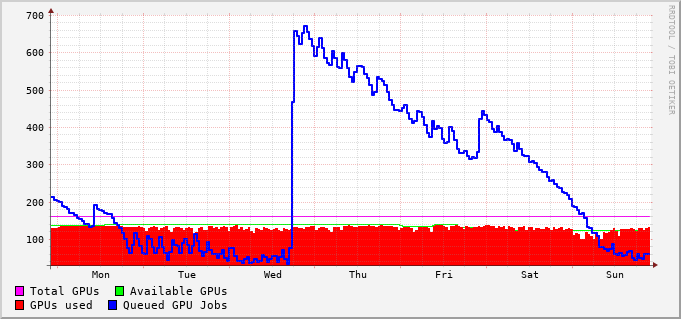 700
600
500
400
300
200
100
Mon Tue Wed Thu Fri Sat Sun
Total GPUs Available GPUs
GPUs used Queued GPU Jobs
RRDTOOL / TOBI OETIKER